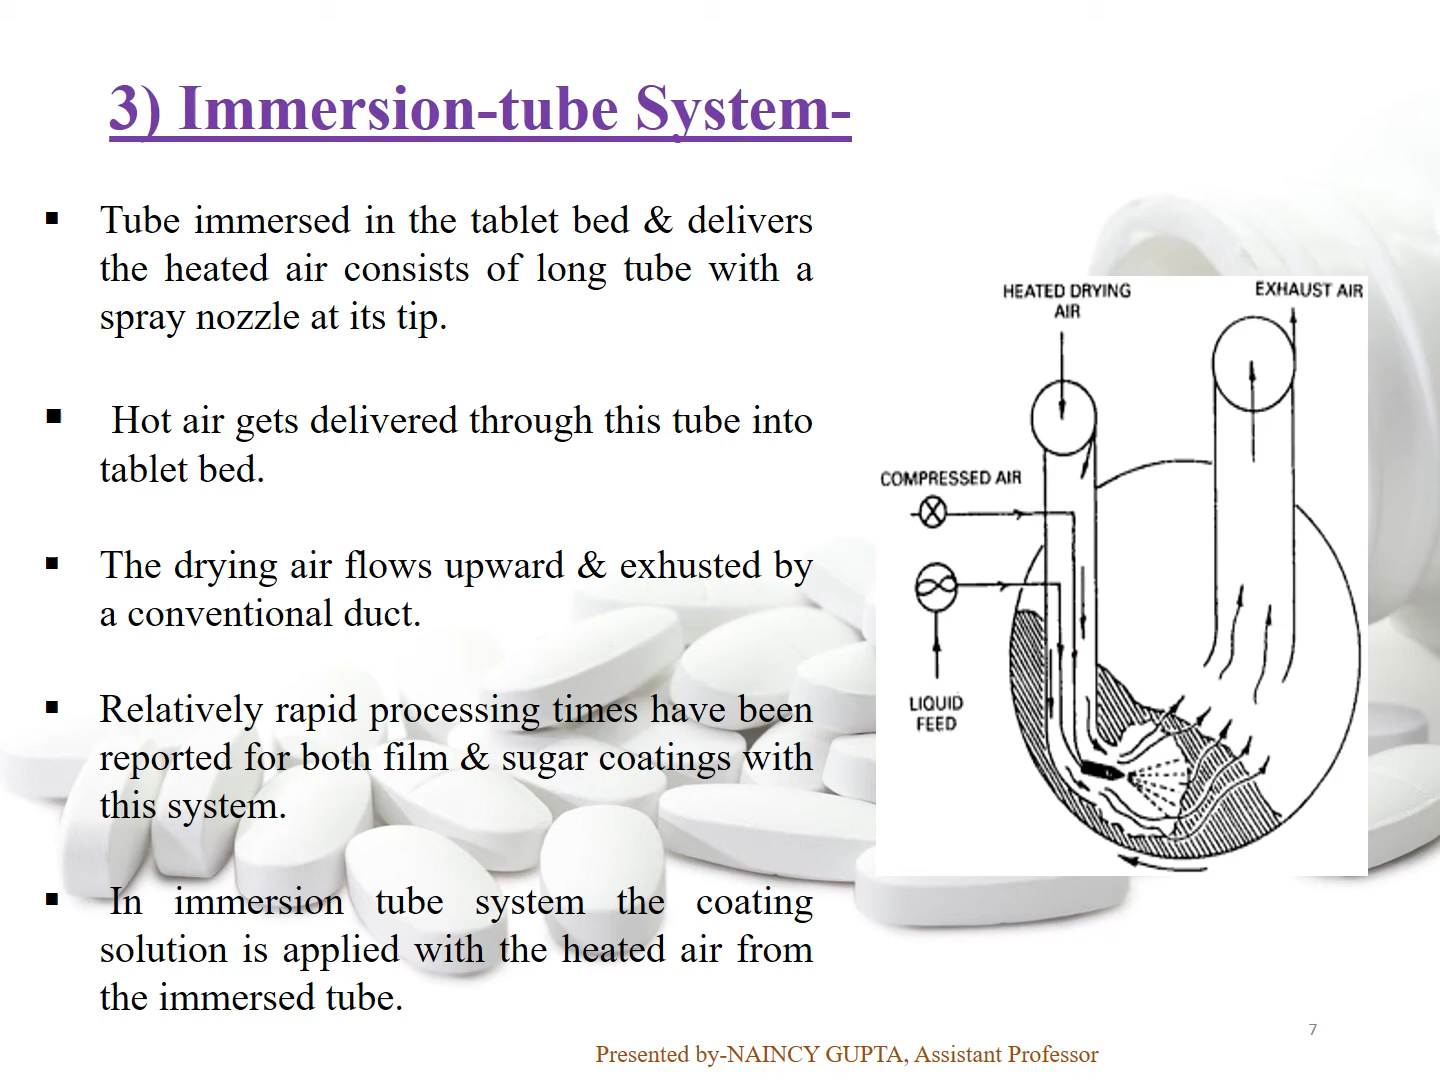 3) Immersion-tube System-
▪ Tube immersed in the tablet bed & delivers
the heated air consists of long tube with a
spray nozzle at its tip.
▪ Hot air gets delivered through this tube into
tablet bed.
▪ The drying air flows upward & exhusted by
a conventional duct.
▪ Relatively rapid processing times have been
reported for both film & sugar coatings with
this system.
▪ In immersion tube system the coating
solution is applied with the heated air from
the immersed tube.
HEATED DRYING
AIR
EXHAUST AIR
COMPRESSED AIR
LIQUID
FEED
7
Presented by-NAINCY GUPTA, Assistant Professor